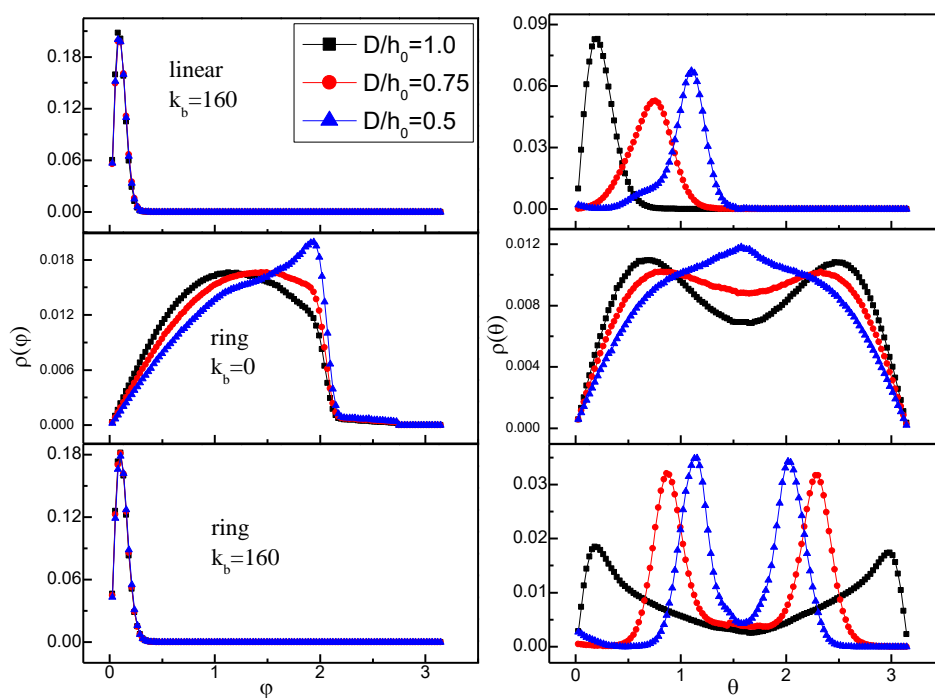 0.18
0.12
0.06
0.00
linear
k_b=160
D/h_0=1.0
D/h_0=0.75
D/h_0=0.5
0.09
0.06
0.03
0.00
ρ(φ)
0.018
0.012
0.006
0.000
ring
k_b=0
ρ(θ)
0.012
0.008
0.004
0.000
0.18
0.12
0.06
0.00
ring
k_b=160
0 1 2 3
φ
0.03
0.02
0.01
0.00
0 1 2 3
θ